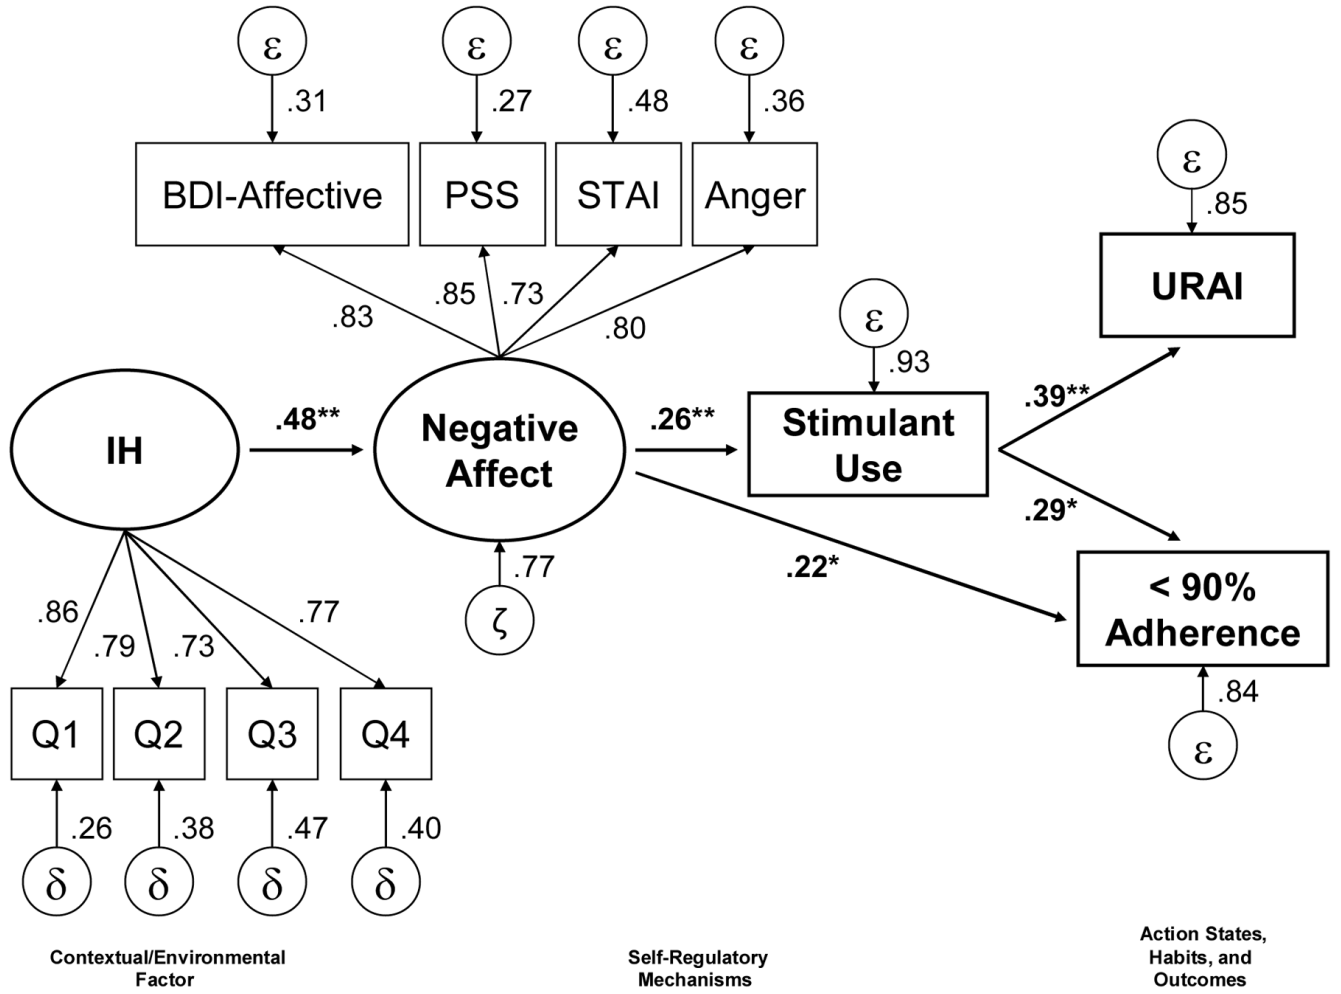 ε
ε
ε
ε
.31
.27
.48
.36
BDI-Affective
PSS
STAI
Anger
.83
.85
.73
.80
ε
.85
URAI
ε
.93
IH
.48**
Negative
Affect
.26**
Stimulant
Use
.39**
.29*
.22*
.77
ζ
< 90%
Adherence
.84
ε
.86
.79
.73
.77
Q1
Q2
Q3
Q4
.26
.38
.47
.40
δ
δ
δ
δ
Contextual/Environmental
Factor
Self-Regulatory
Mechanisms
Action States,
Habits, and
Outcomes